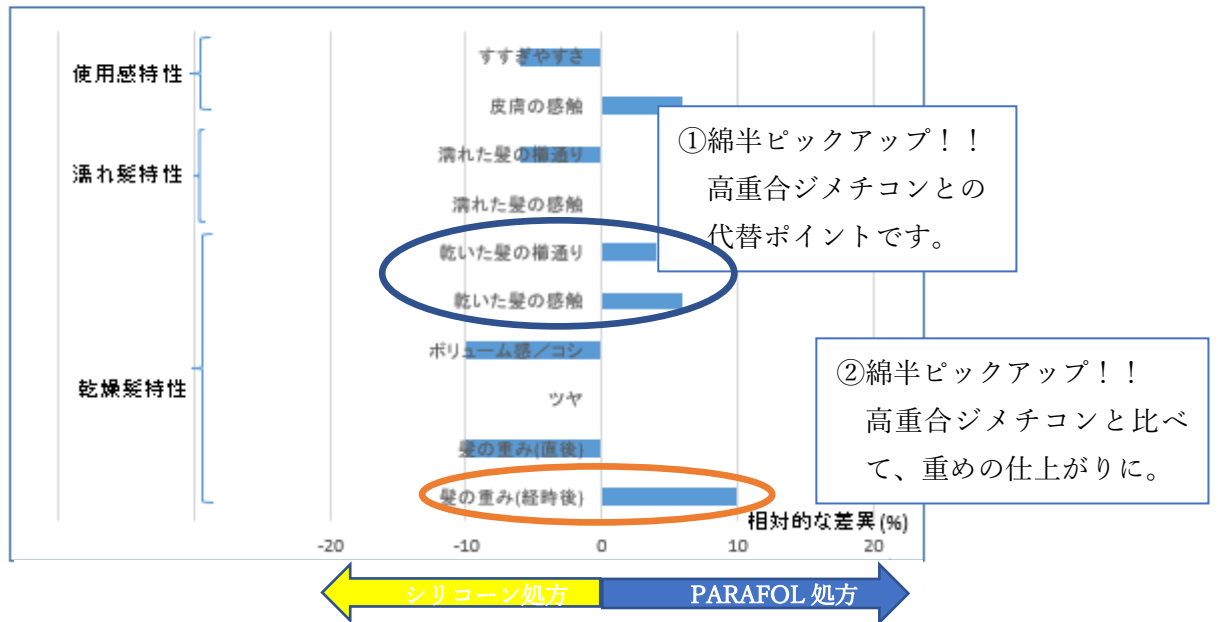 使用感特性
すすぎやすさ
皮膚の感触
濡れ髪特性
濡れた髪の櫛通り
濡れた髪の感触
乾燥髪特性
乾いた髪の櫛通り
乾いた髪の感触
ボリューム感/コシ
ツヤ
髪の重み(直後)
髪の重み(経時後)
①綿半ピックアップ！！
高重合ジメチコンとの
代替ポイントです。
②綿半ピックアップ！！
高重合ジメチコンと比べ
て、重めの仕上がりに。
相対的な差異(%)
-20 -10 0 10 20
シリコーン処方 PARAFOL 処方